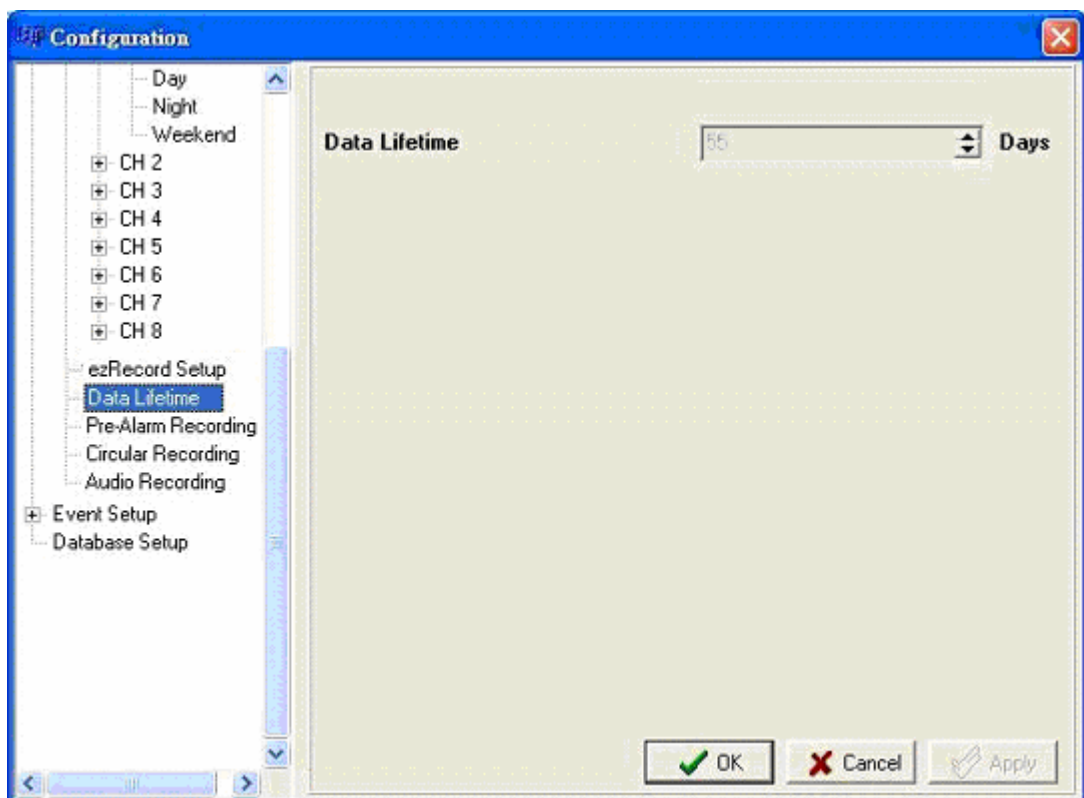 Configuration
Day
Night
Weekend
CH 2
CH 3
CH 4
CH 5
CH 6
CH 7
CH 8
ezRecord Setup
Data Lifetime
Pre-Alarm Recording
Circular Recording
Audio Recording
Event Setup
Database Setup
Data Lifetime 55 Days
OK Cancel Apply